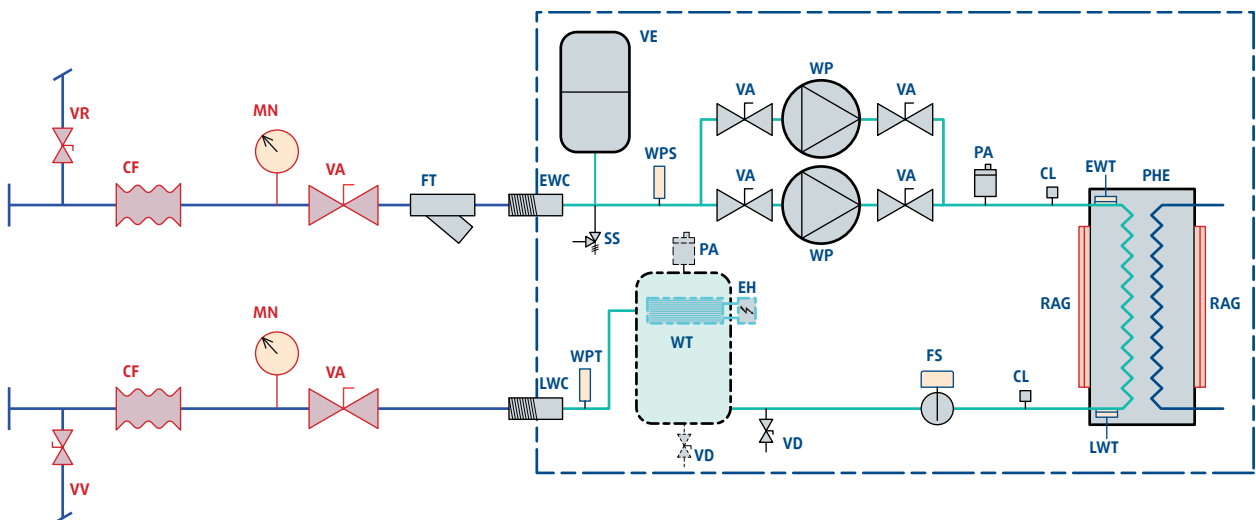 VE
WP
VA
VA
VR
MN
CF
VA
FT
EWC
WPS
VA
VA
PA
CL
EWT
PHE
SS
WP
PA
EH
RAG
RAG
MN
WT
CF
VA
LWC
WPT
FS
CL
VD
VD
LWT
VV